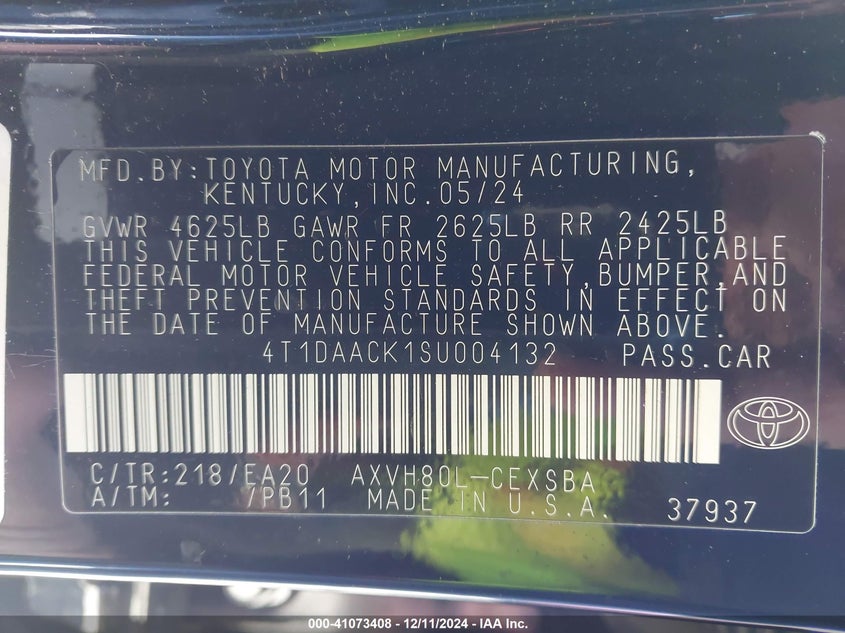 MFD.BY:TOYOTA MOTOR MANUFACTURING,
KENTUCKY,INC.05/24
GVWR 4625LB GAWR FR 2625LB RR 2425LB
THIS VEHICLE CONFORMS TO ALL APPLICABLE
FEDERAL MOTOR VEHICLE SAFETY,BUMPER,AND
THEFT PREVENTION STANDARDS IN EFFECT ON
THE DATE OF MANUFACTURE SHOWN ABOVE.
4T1DAACK1SU004132 PASS.CAR
C/TR:218/EA20 AXVH80L-CEXSBA
A/TM: /PB11 MADE IN U.S.A. 37937
000-41073408 - 12/11/2024 - IAA Inc.